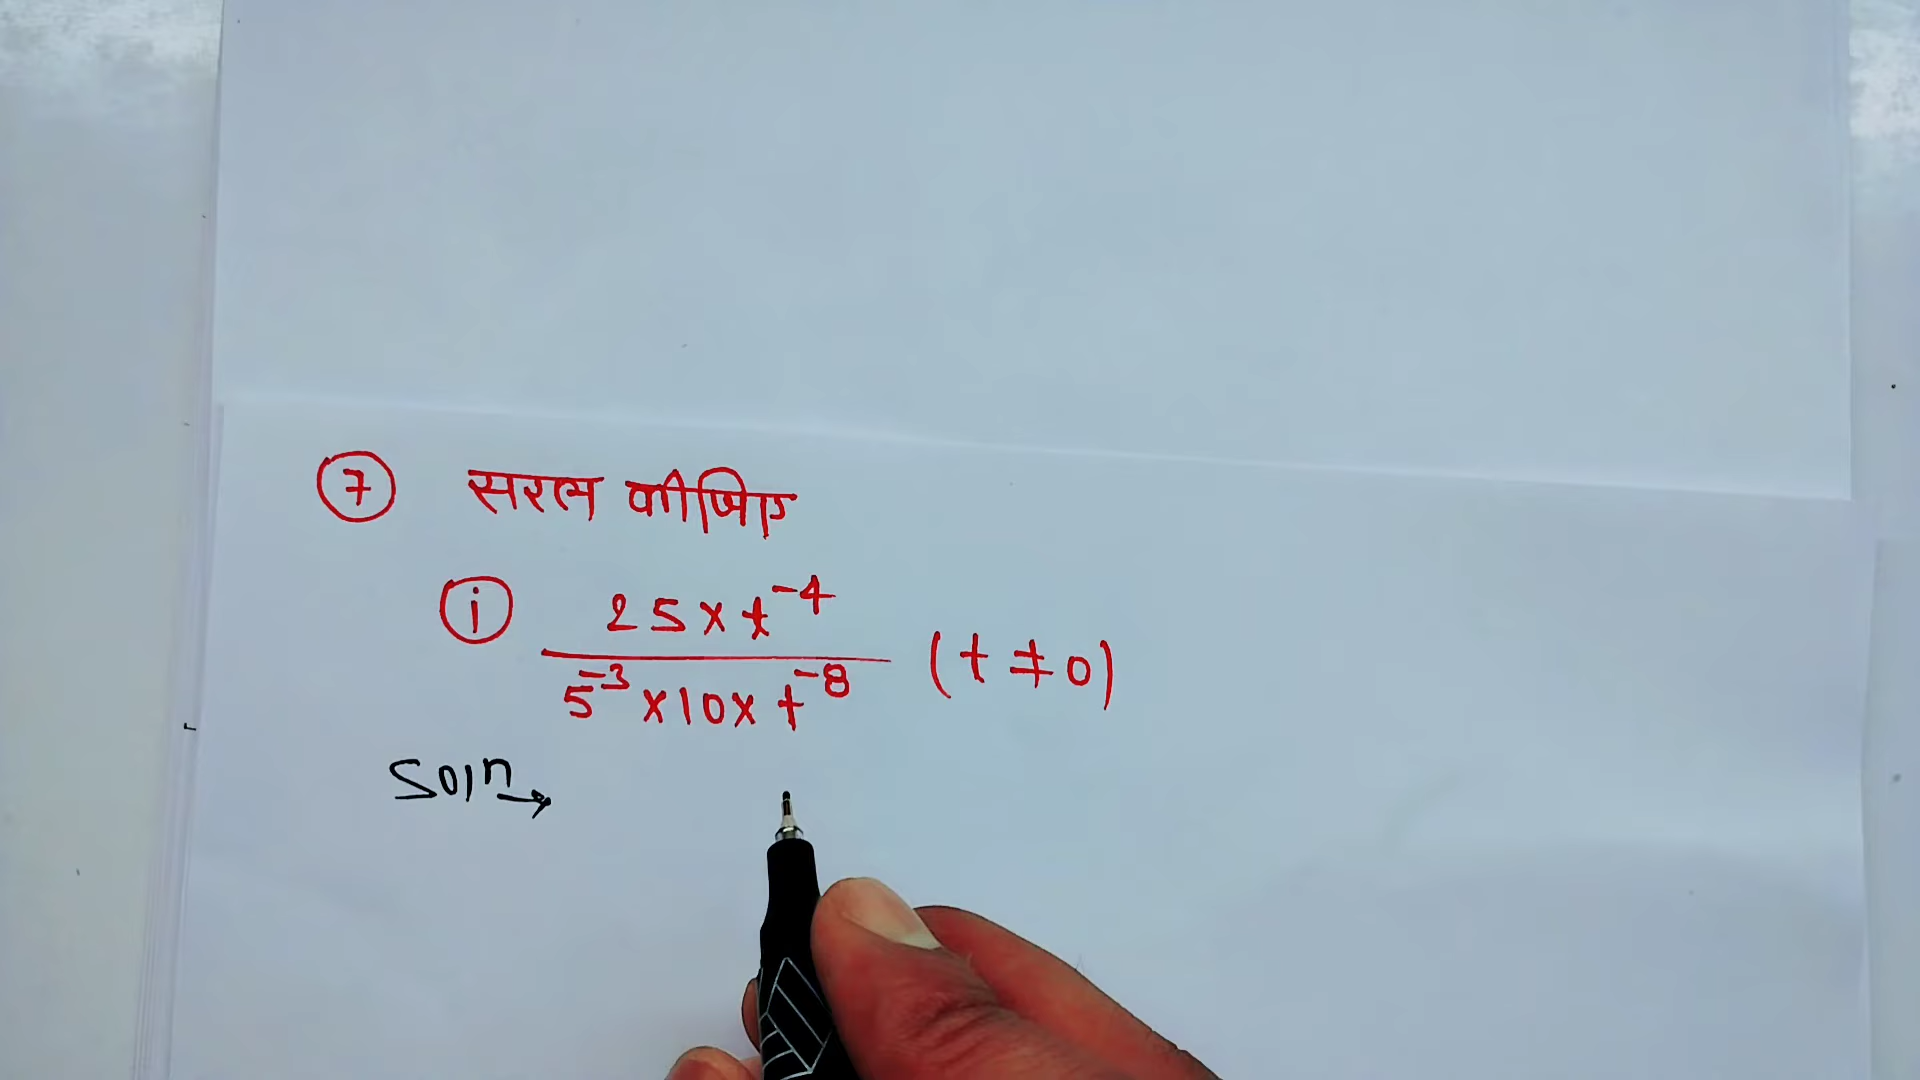 7 सरल कीजिए
i 25 × t⁻⁴
5⁻³ × 10 × t⁻⁸ (t ≠ 0)
Solⁿ →